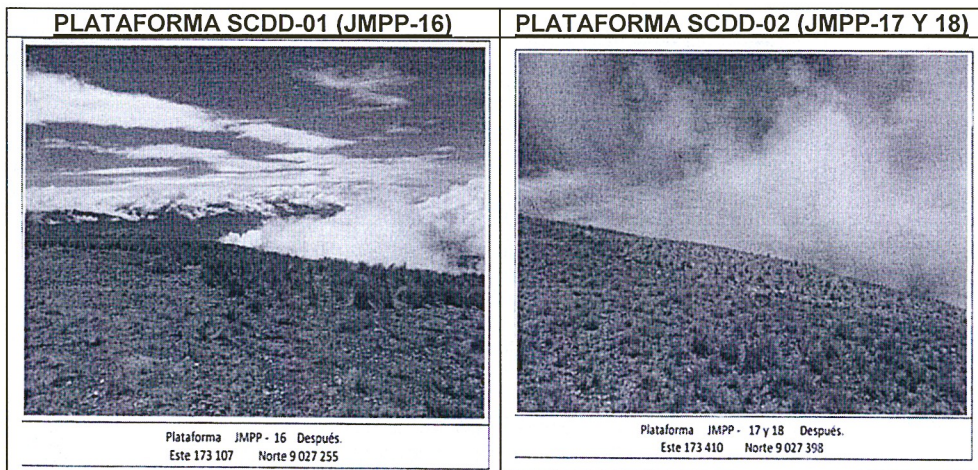 PLATAFORMA SCDD-01 (JMPP-16)
PLATAFORMA SCDD-02 (JMPP-17 Y 18)
Plataforma JMPP - 16 Después.
Este 173 107 Norte 9 027 255
Plataforma JMPP - 17 y 18 Después.
Este 173 410 Norte 9 027 398